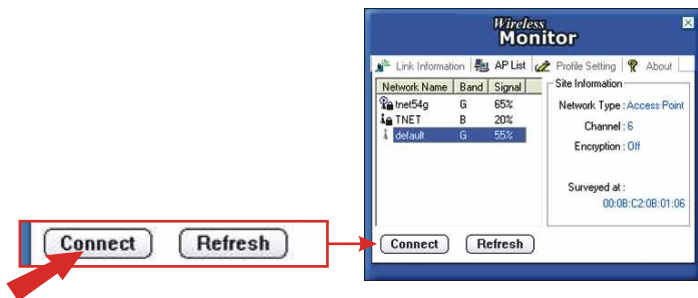 Wireless
Monitor
Link Information AP List Profile Setting About
Network Name Band Signal
tnet54g G 65%
TNET B 20%
default G 55%
Site Information
Network Type : Access Point
Channel : 6
Encryption : Off
Surveyed at :
00:0B:C2:0B:01:06
Connect Refresh
Connect Refresh